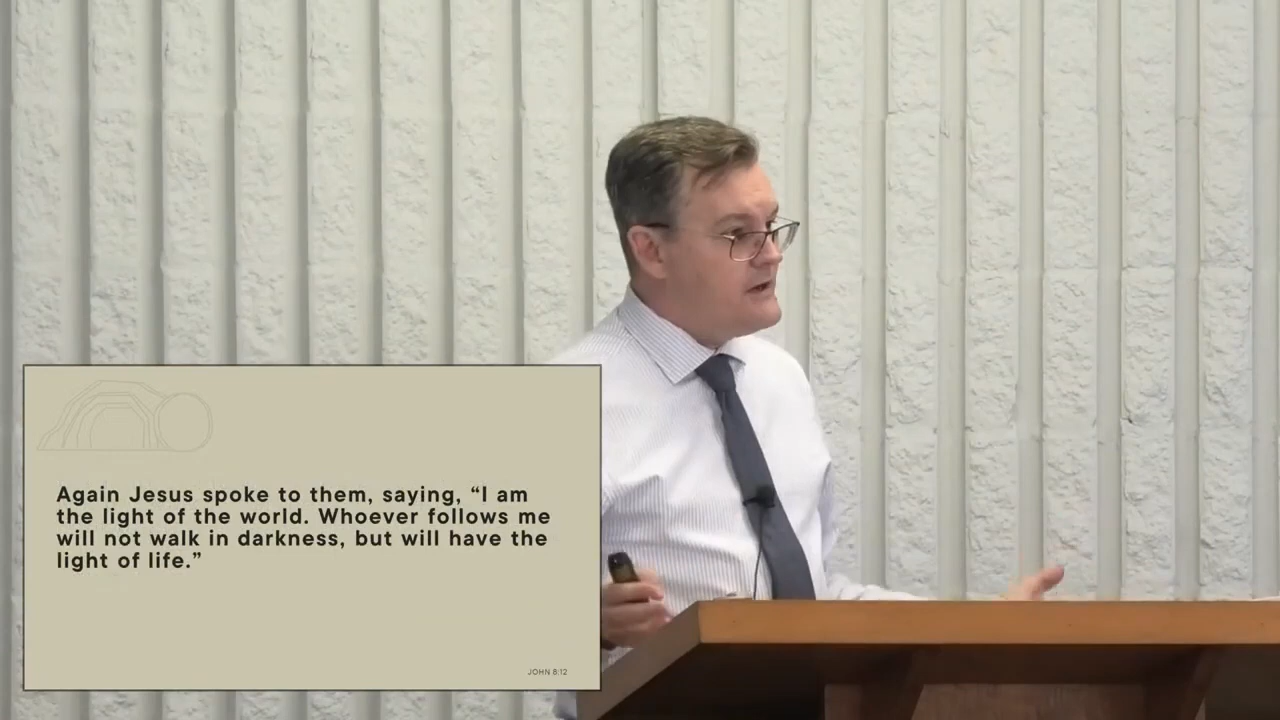 Again Jesus spoke to them, saying, “I am
the light of the world. Whoever follows me
will not walk in darkness, but will have the
light of life.”
JOHN 8:12